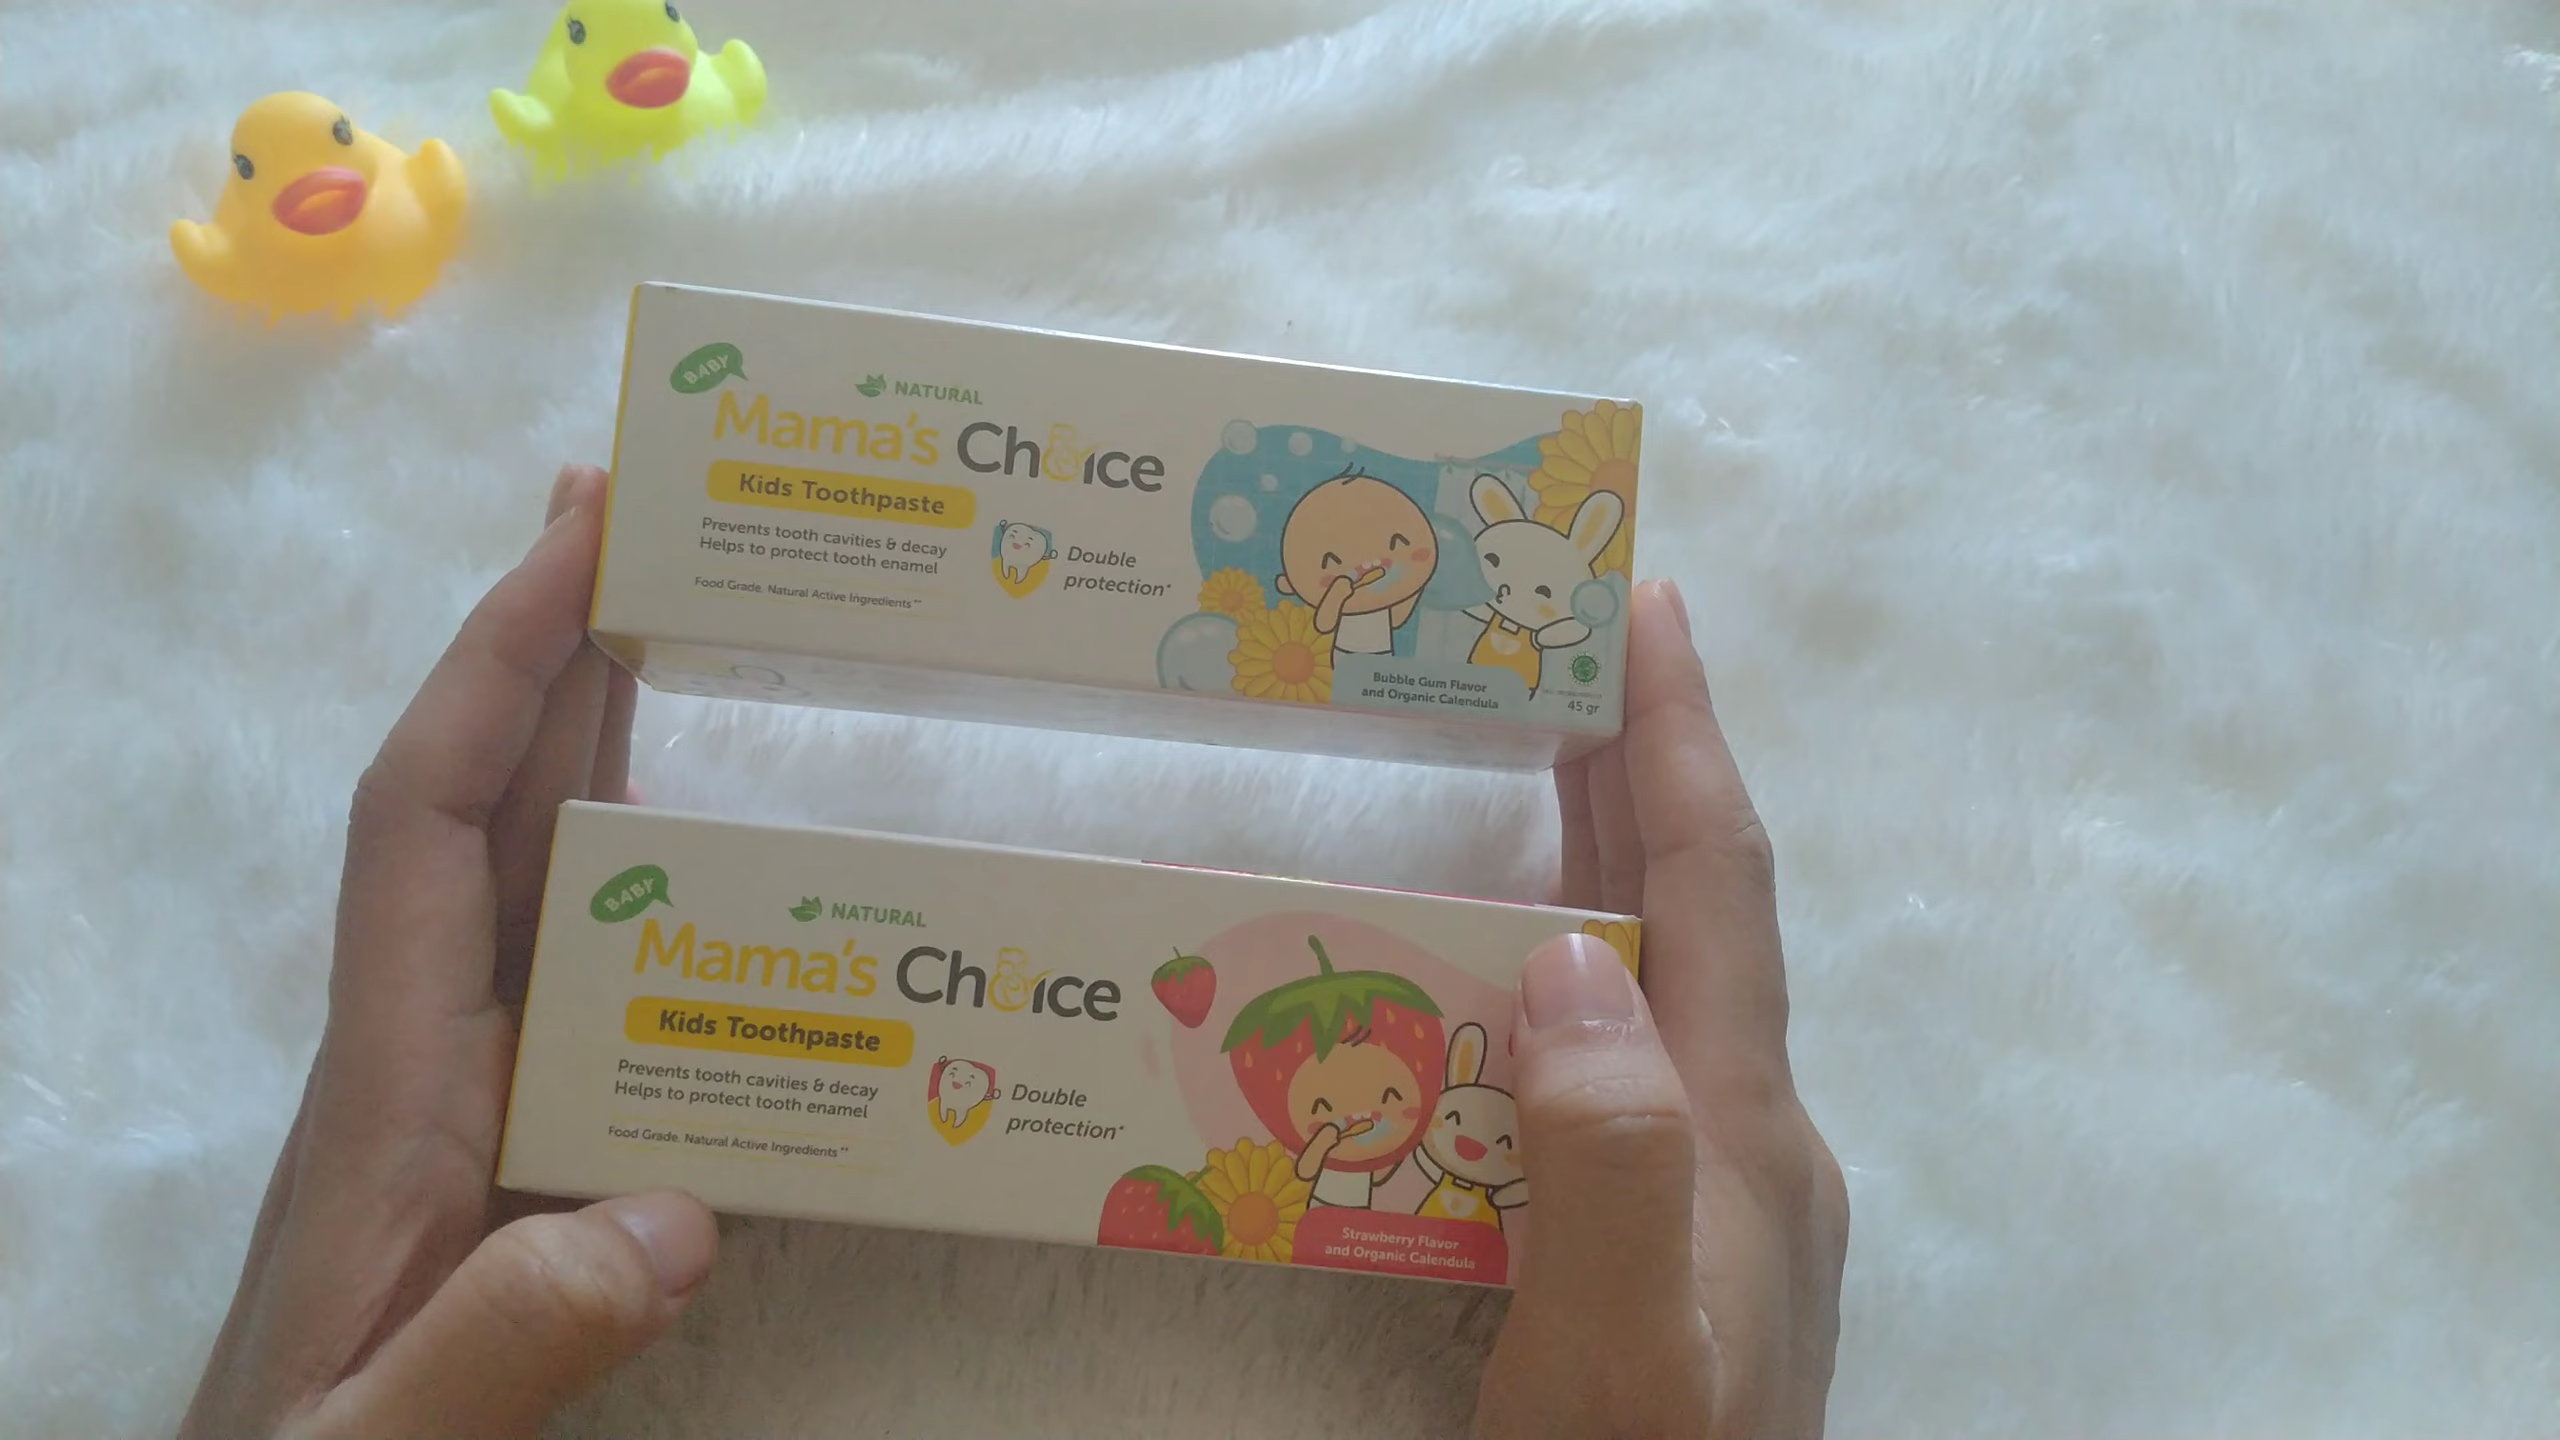 BABY
NATURAL
Mama's Choice
Kids Toothpaste
Prevents tooth cavities & decay
Helps to protect tooth enamel
Double
protection*
Food Grade, Natural Active Ingredients**
Bubble Gum Flavor
and Organic Calendula
45 gr
BABY
NATURAL
Mama's Choice
Kids Toothpaste
Prevents tooth cavities & decay
Helps to protect tooth enamel
Double
protection*
Food Grade, Natural Active Ingredients**
Strawberry Flavor
and Organic Calendula